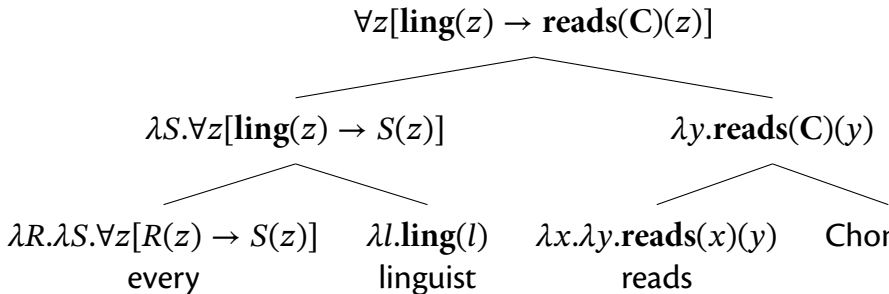 ∀z[ling(z) → reads(C)(z)]
λS.∀z[ling(z) → S(z)] λy.reads(C)(y)
λR.λS.∀z[R(z) → S(z)] λl.ling(l) λx.λy.reads(x)(y)
every linguist reads